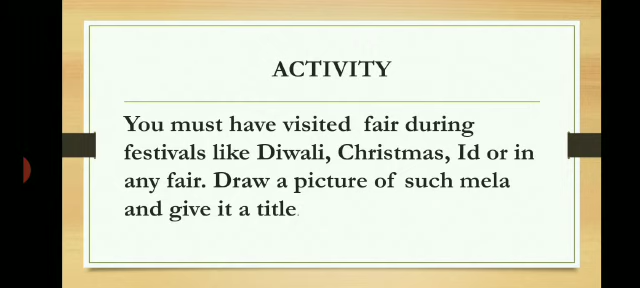 ACTIVITY
You must have visited fair during
festivals like Diwali, Christmas, Id or in
any fair. Draw a picture of such mela
and give it a title.